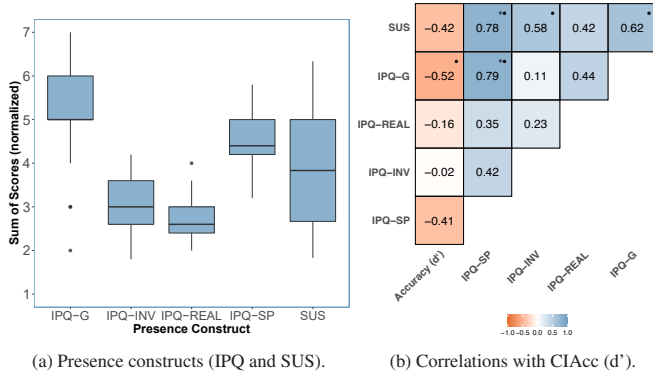 Sum of Scores (normalized)
7
6
5
4
3
2
1
IPQ−G IPQ−INV IPQ−REAL IPQ−SP SUS
Presence Construct
(a) Presence constructs (IPQ and SUS).
SUS −0.42 0.78 •• 0.58 • 0.42 0.62 •
IPQ−G −0.52 • 0.79 •• 0.11 0.44
IPQ−REAL −0.16 0.35 0.23
IPQ−INV −0.02 0.42
IPQ−SP −0.41
Accuracy (d') IPQ−SP IPQ−INV IPQ−REAL IPQ−G
−1.0 −0.5 0.0 0.5 1.0
(b) Correlations with CIAcc (d’).